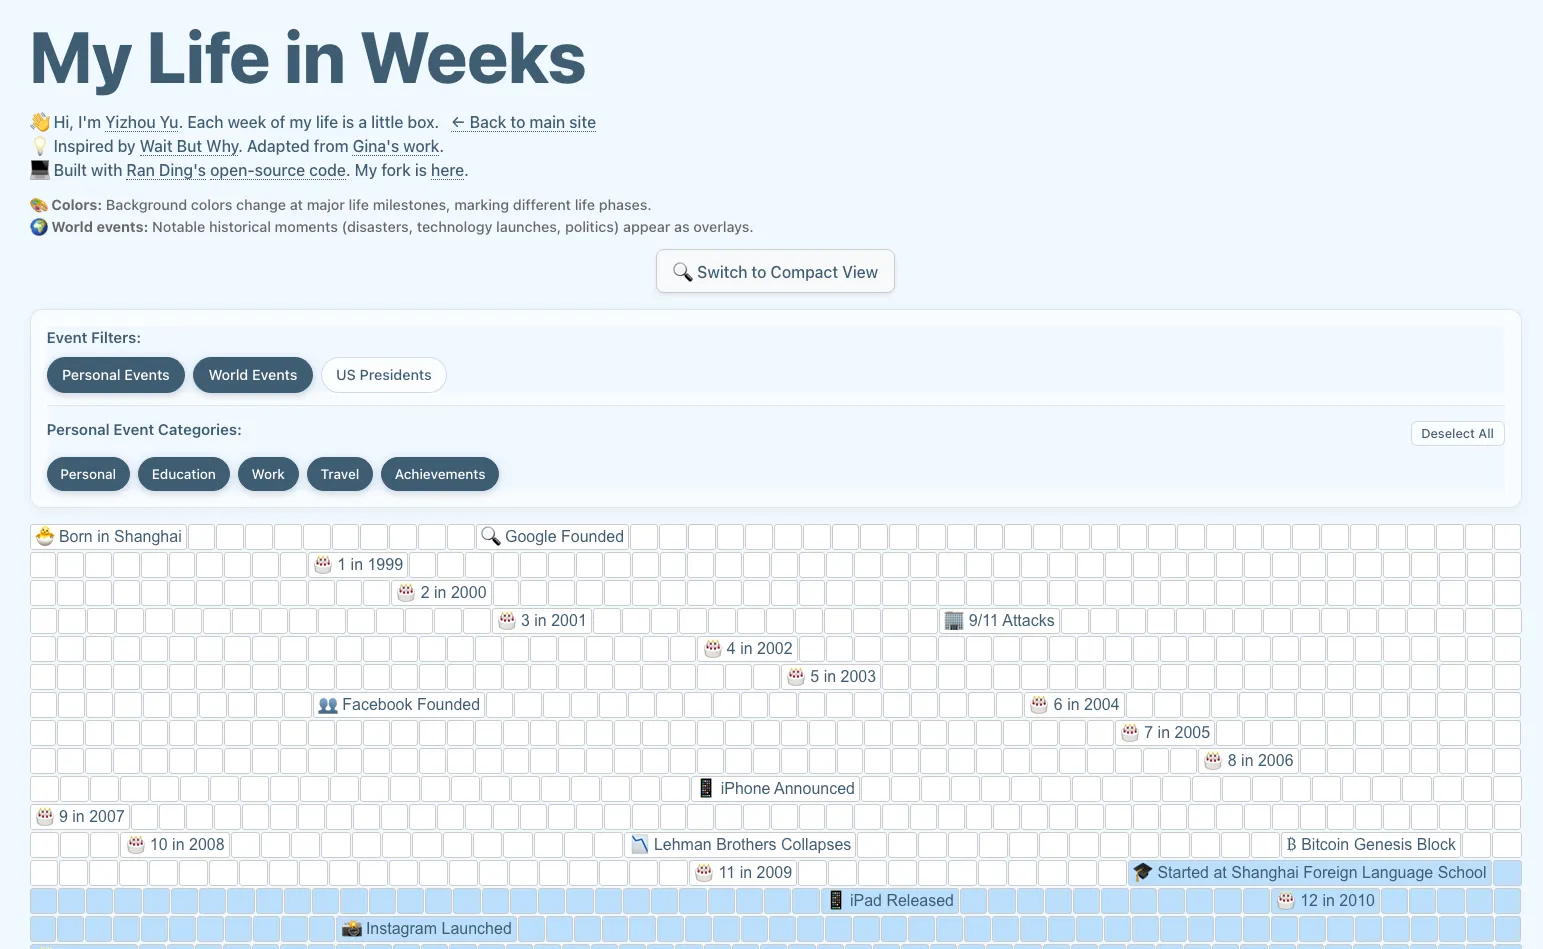 My Life in Weeks
👋 Hi, I'm Yizhou Yu. Each week of my life is a little box. ← Back to main site
💡 Inspired by Wait But Why. Adapted from Gina's work.
💻 Built with Ran Ding's open-source code. My fork is here.
🎨 Colors: Background colors change at major life milestones, marking different life phases.
🌍 World events: Notable historical moments (disasters, technology launches, politics) appear as overlays.
🔍 Switch to Compact View
Event Filters:
Personal Events World Events US Presidents
Personal Event Categories: Deselect All
Personal Education Work Travel Achievements
🐣 Born in Shanghai 🔍 Google Founded
🎂 1 in 1999
🎂 2 in 2000
🎂 3 in 2001 🏢 9/11 Attacks
🎂 4 in 2002
🎂 5 in 2003
👥 Facebook Founded 🎂 6 in 2004
🎂 7 in 2005
🎂 8 in 2006
📱 iPhone Announced
🎂 9 in 2007
🎂 10 in 2008 📉 Lehman Brothers Collapses ₿ Bitcoin Genesis Block
🎂 11 in 2009 🎓 Started at Shanghai Foreign Language School
📱 iPad Released 🎂 12 in 2010
📸 Instagram Launched